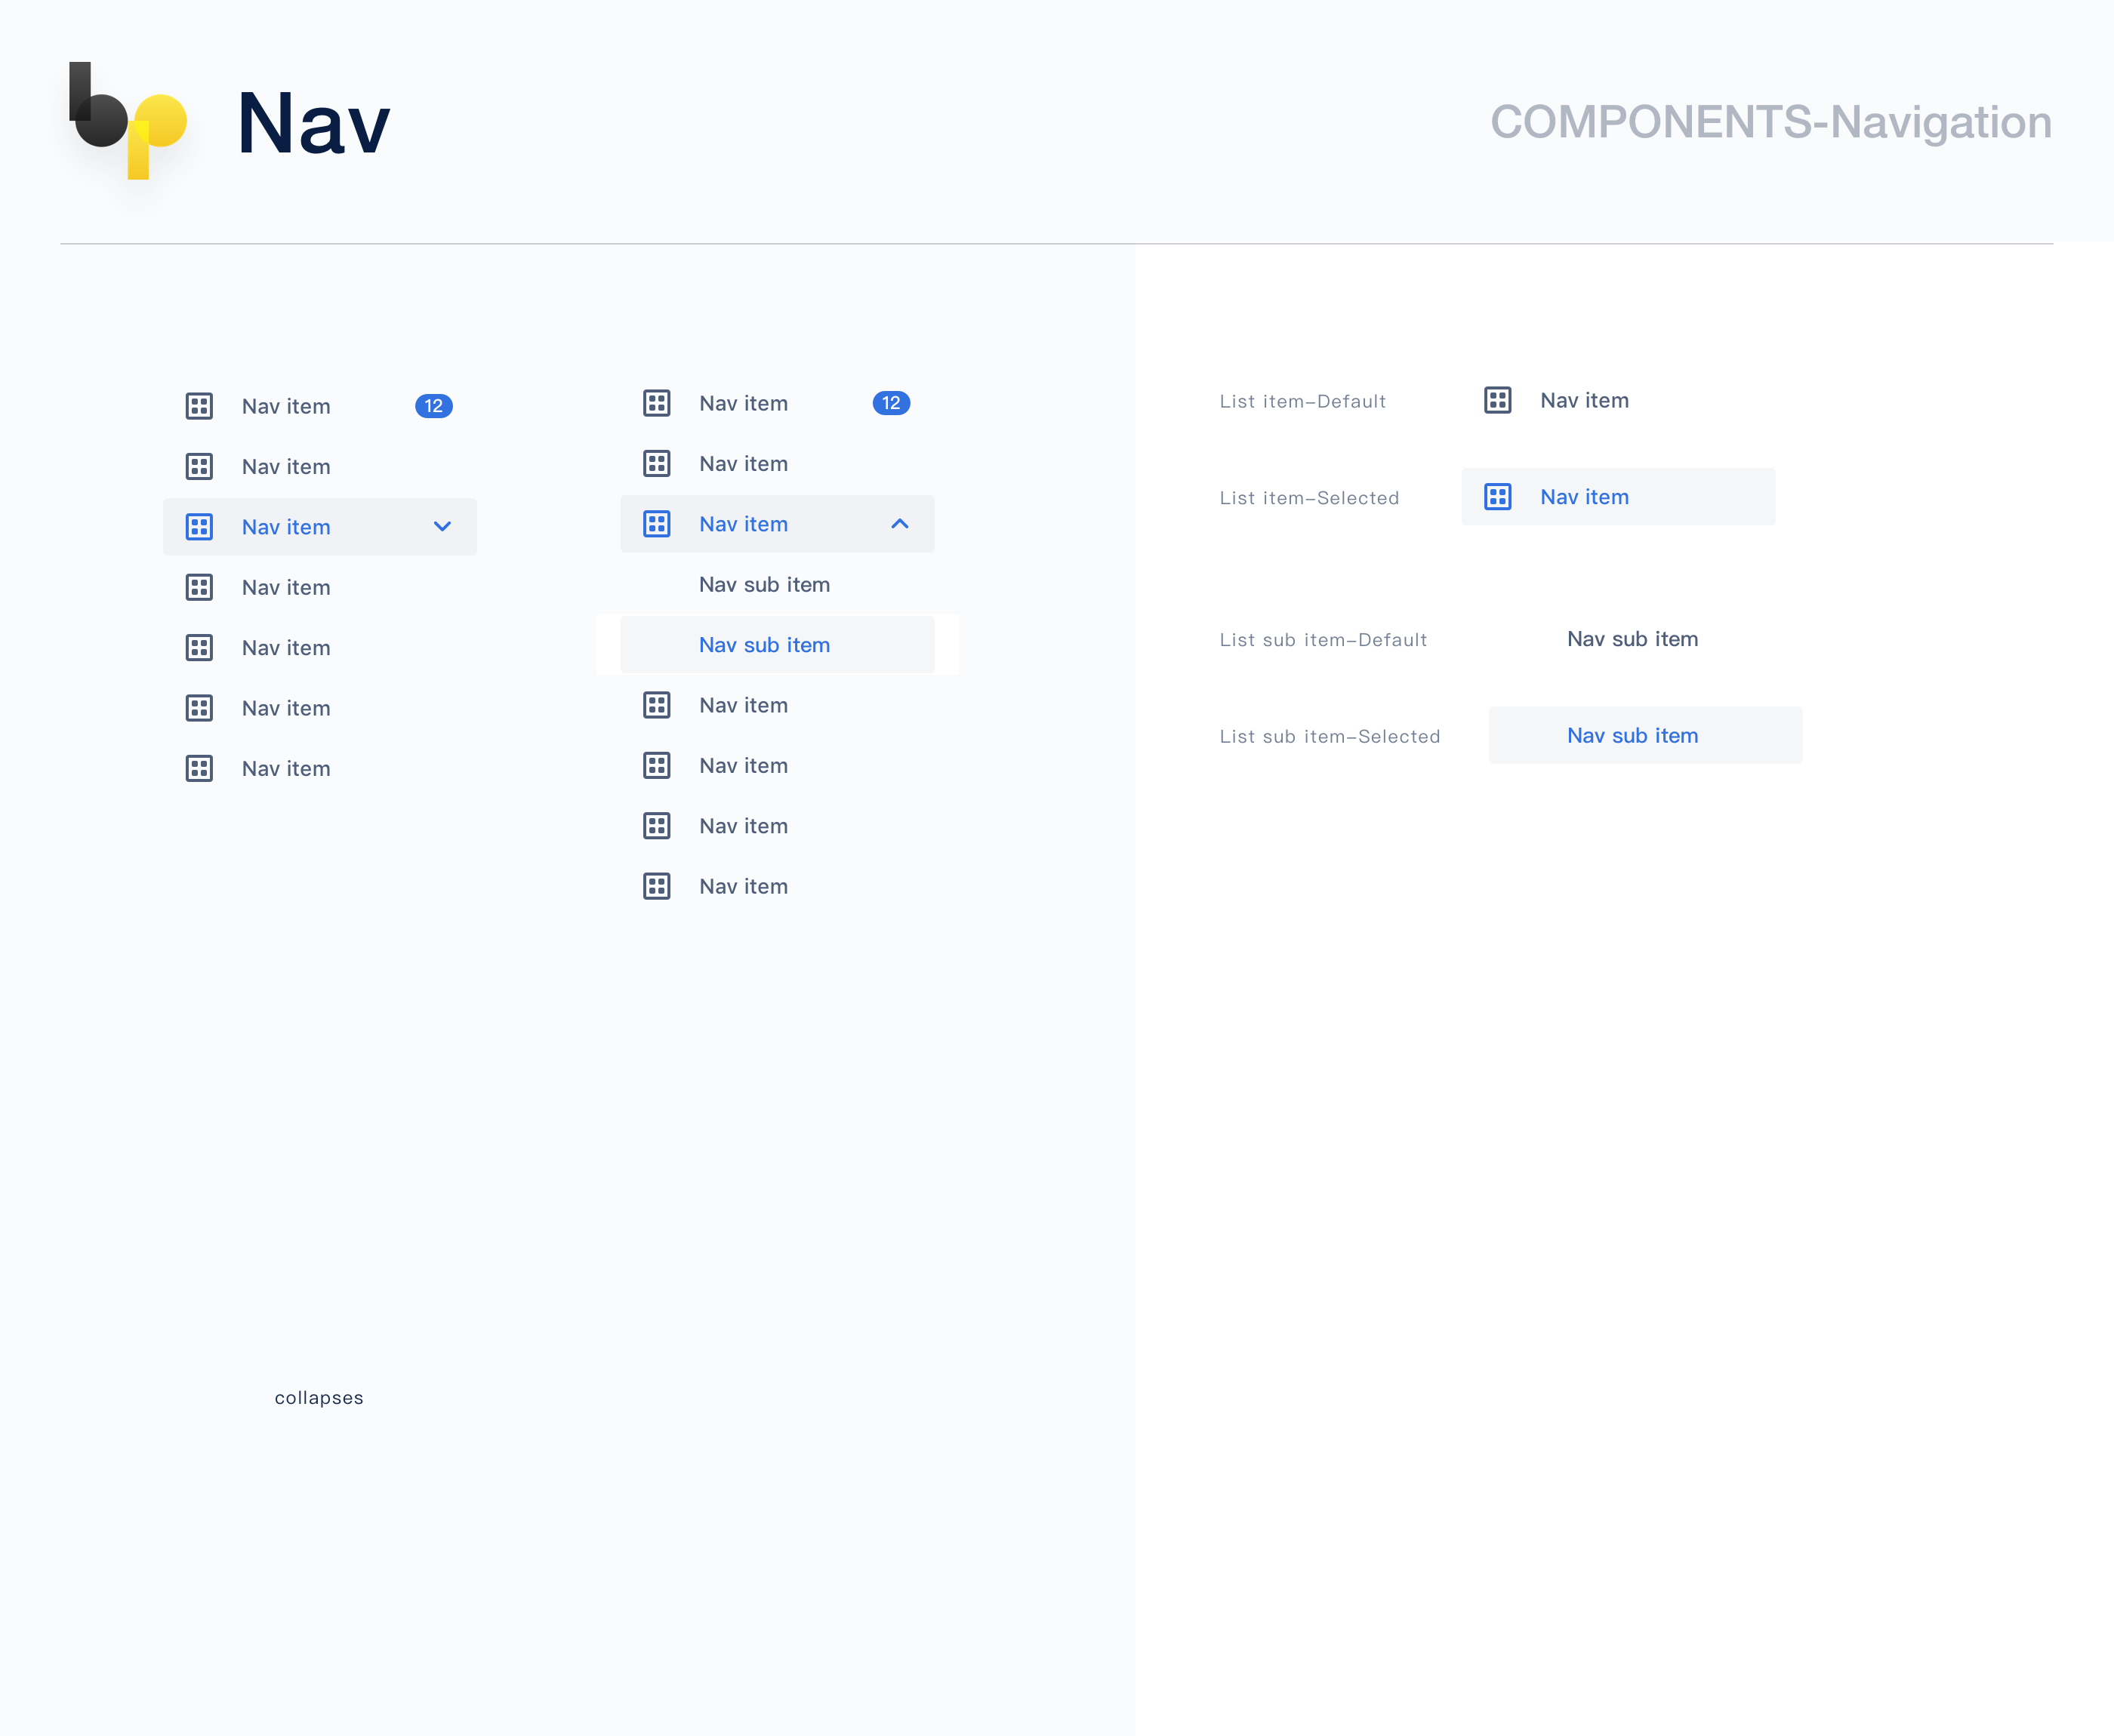 bp
Nav
COMPONENTS-Navigation
Nav item 12
Nav item
Nav item
Nav item
Nav item
Nav item
Nav item
Nav item 12
Nav item
Nav item
Nav sub item
Nav sub item
Nav item
Nav item
Nav item
Nav item
List item–Default Nav item
List item–Selected Nav item
List sub item–Default Nav sub item
List sub item–Selected Nav sub item
collapses